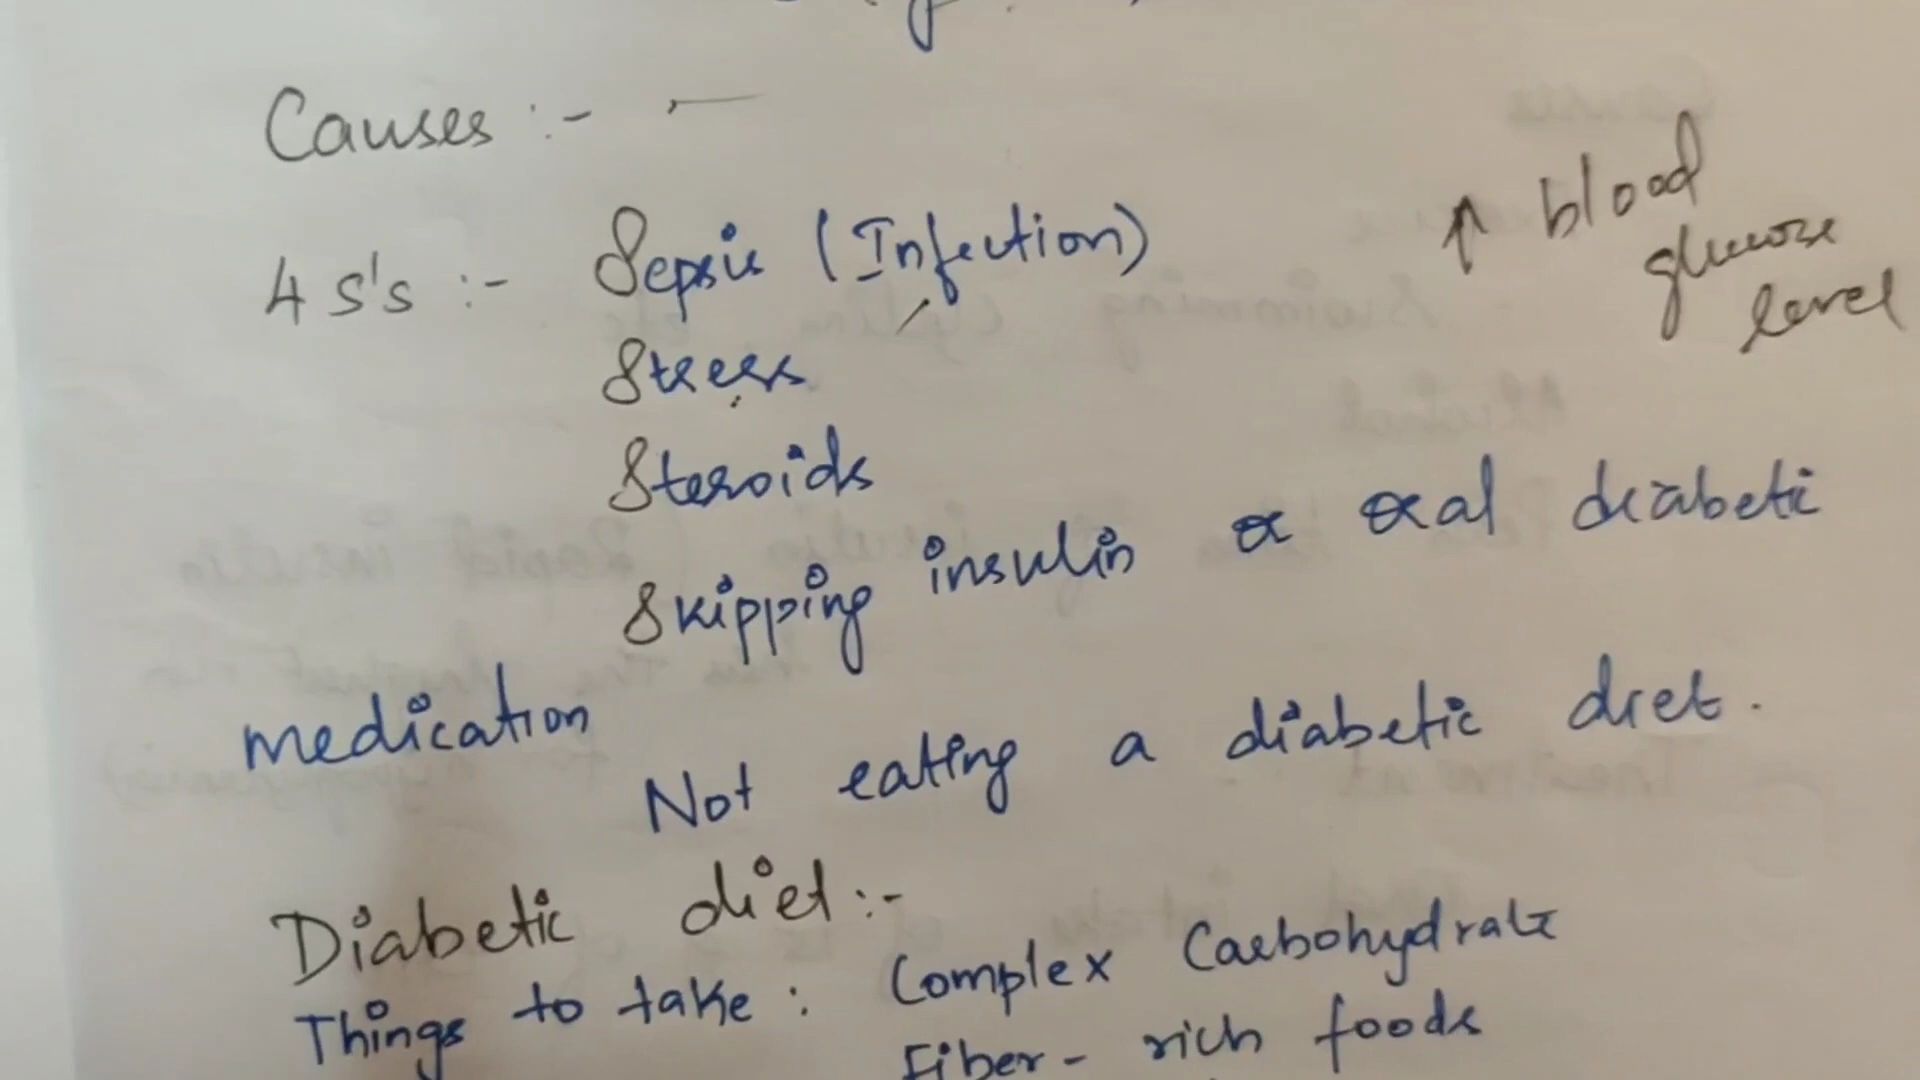 Causes :-
4 S's :- Sepsis (Infection)
↑ blood
glucose
level
Stress
Steroids
Skipping insulin or oral diabetic
medication
Not eating a diabetic diet.
Diabetic diet :-
Things to take : Complex Carbohydrate
Fiber - rich foods